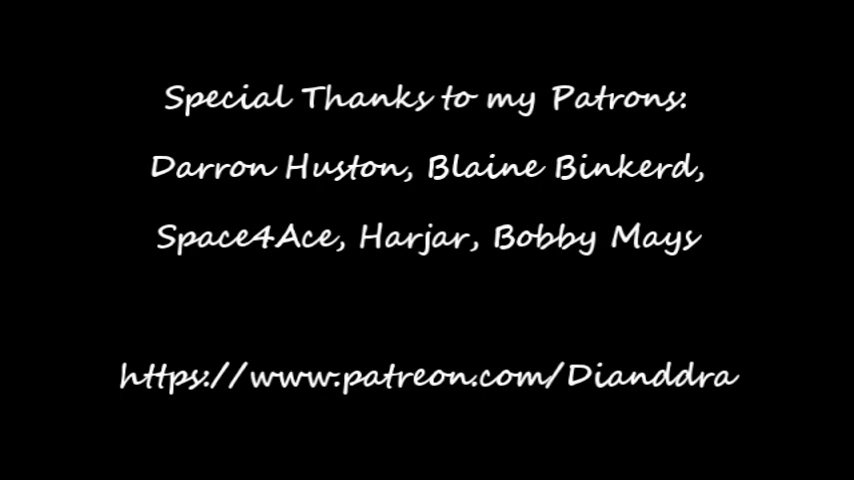 Special Thanks to my Patrons:
Darron Huston, Blaine Binkerd,
Space4Ace, Harjar, Bobby Mays
https://www.patreon.com/Dianddra